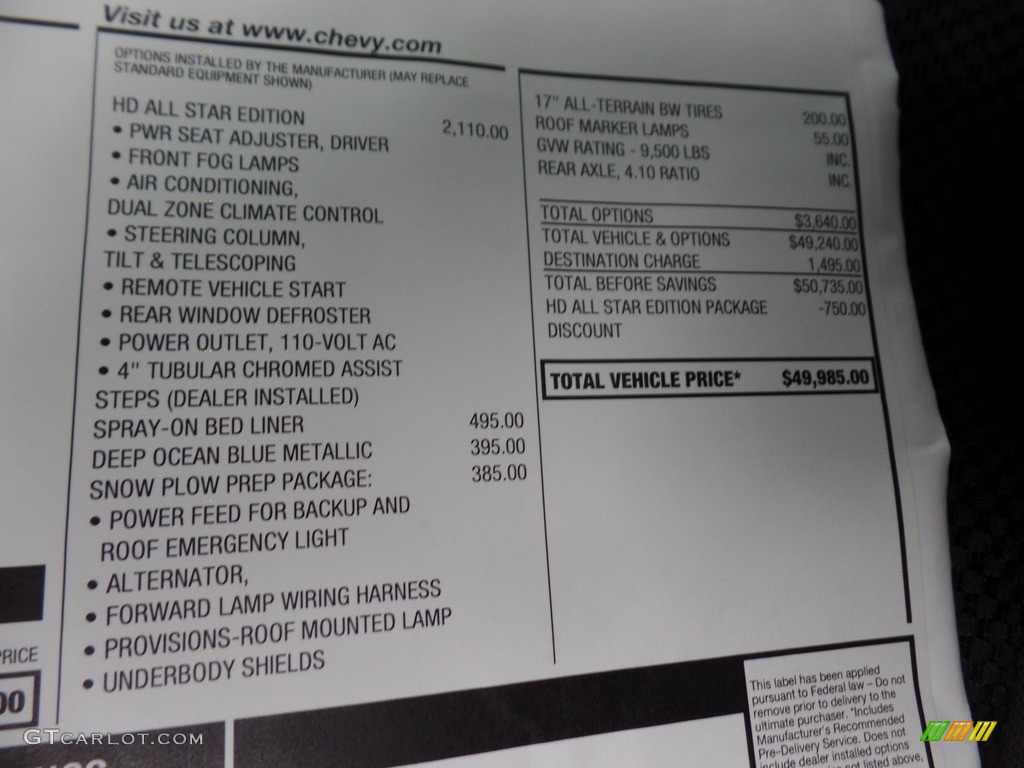 Visit us at www.chevy.com
OPTIONS INSTALLED BY THE MANUFACTURER (MAY REPLACE
STANDARD EQUIPMENT SHOWN)
HD ALL STAR EDITION 2,110.00
• PWR SEAT ADJUSTER, DRIVER
• FRONT FOG LAMPS
• AIR CONDITIONING,
DUAL ZONE CLIMATE CONTROL
• STEERING COLUMN,
TILT & TELESCOPING
• REMOTE VEHICLE START
• REAR WINDOW DEFROSTER
• POWER OUTLET, 110-VOLT AC
• 4" TUBULAR CHROMED ASSIST
STEPS (DEALER INSTALLED)
SPRAY-ON BED LINER 495.00
DEEP OCEAN BLUE METALLIC 395.00
SNOW PLOW PREP PACKAGE: 385.00
• POWER FEED FOR BACKUP AND
ROOF EMERGENCY LIGHT
• ALTERNATOR,
• FORWARD LAMP WIRING HARNESS
• PROVISIONS-ROOF MOUNTED LAMP
• UNDERBODY SHIELDS
17" ALL-TERRAIN BW TIRES 200.00
ROOF MARKER LAMPS 55.00
GVW RATING - 9,500 LBS INC.
REAR AXLE, 4.10 RATIO INC.
TOTAL OPTIONS $3,640.00
TOTAL VEHICLE & OPTIONS $49,240.00
DESTINATION CHARGE 1,495.00
TOTAL BEFORE SAVINGS $50,735.00
HD ALL STAR EDITION PACKAGE -750.00
DISCOUNT
TOTAL VEHICLE PRICE* $49,985.00
PRICE
00
This label has been applied
pursuant to Federal law – Do not
remove prior to delivery to the
ultimate purchaser. *Includes
Manufacturer's Recommended
Pre-Delivery Service. Does not
include dealer installed options
not listed above,
GTCARLOT.COM